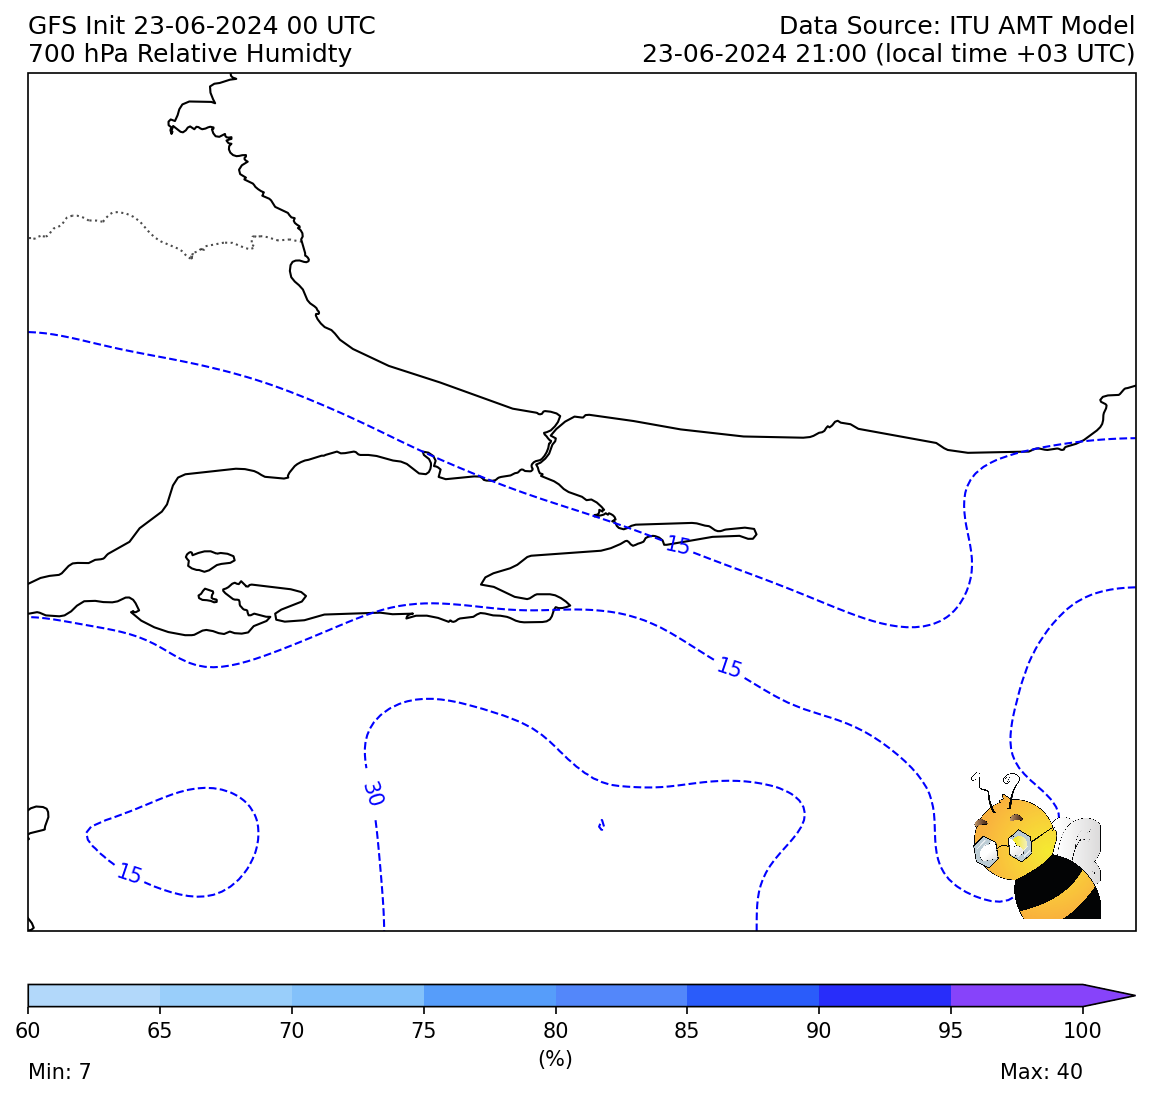 GFS Init 23-06-2024 00 UTC
Data Source: ITU AMT Model
700 hPa Relative Humidty
23-06-2024 21:00 (local time +03 UTC)
15
15
30
15
60 65 70 75 80 85 90 95 100
(%)
Min: 7
Max: 40